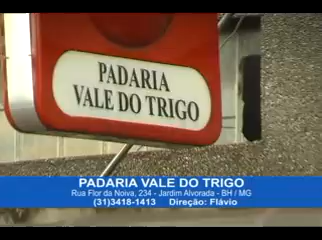 PADARIA
VALE DO TRIGO
PADARIA VALE DO TRIGO
Rua Flor da Noiva, 234 - Jardim Alvorada - BH / MG
(31)3418-1413 Direção: Flávio